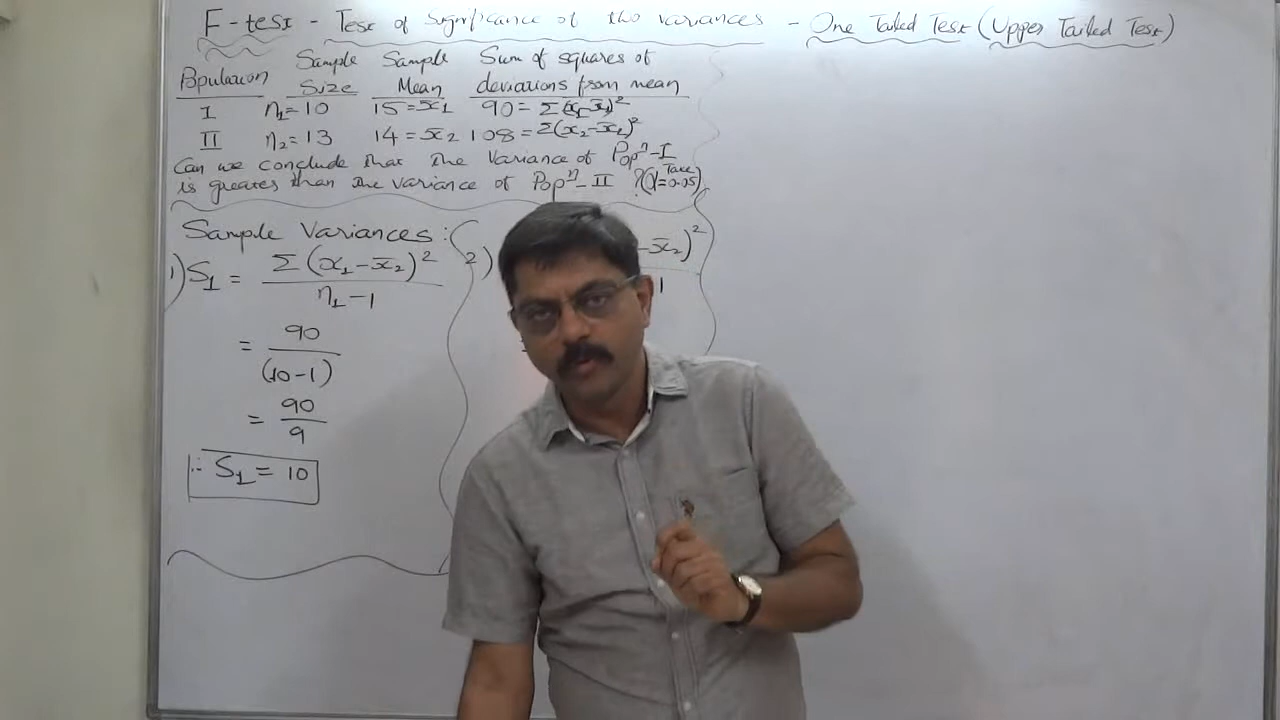 F-test - Test of significance of two variances - One Tailed Test (Upper Tailed Test)
Population Sample Size Sample Mean Sum of squares of deviations from mean
I n₁=10 15=x̄₁ 90= Σ(x₁-x̄₁)²
II n₂=13 14=x̄₂ 108=Σ(x₂-x̄₂)²
Can we conclude that the variance of Popⁿ-I
is greater than the variance of Popⁿ-II ? (Take α=0.05)
Sample Variances:
1) S₁ = Σ(x₁-x̄₂)² / n₁-1
= 90 / (10-1)
= 90 / 9
∴ S₁ = 10
2)
-x̄₂)²
1